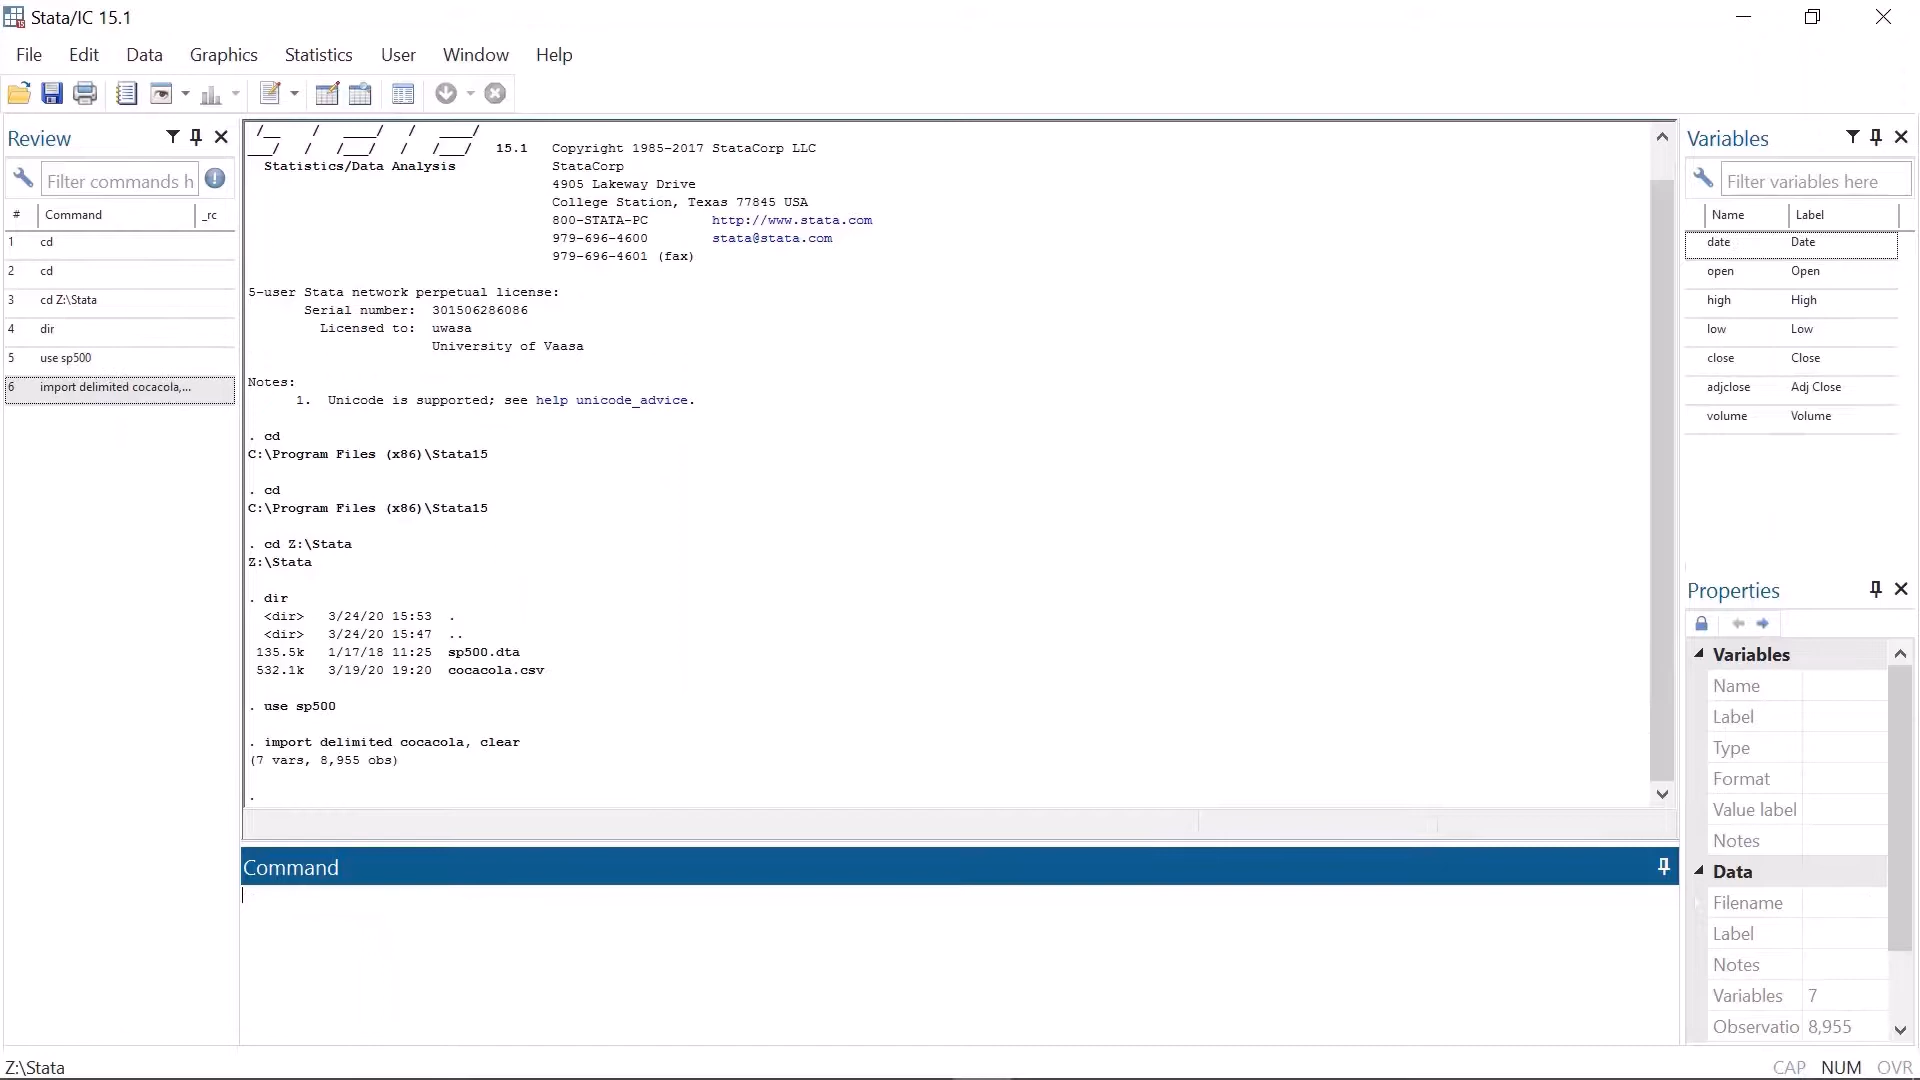 Stata/IC 15.1
File Edit Data Graphics Statistics User Window Help
Review
Filter commands h
# Command _rc
1 cd
2 cd
3 cd Z:\Stata
4 dir
5 use sp500
6 import delimited cocacola,...
/__ / ____/ / ____/
___/ / /___/ / /___/ 15.1 Copyright 1985-2017 StataCorp LLC
Statistics/Data Analysis StataCorp
4905 Lakeway Drive
College Station, Texas 77845 USA
800-STATA-PC http://www.stata.com
979-696-4600 stata@stata.com
979-696-4601 (fax)
5-user Stata network perpetual license:
Serial number: 301506286086
Licensed to: uwasa
University of Vaasa
Notes:
1. Unicode is supported; see help unicode_advice.
. cd
C:\Program Files (x86)\Stata15
. cd
C:\Program Files (x86)\Stata15
. cd Z:\Stata
Z:\Stata
. dir
<dir> 3/24/20 15:53 .
<dir> 3/24/20 15:47 ..
135.5k 1/17/18 11:25 sp500.dta
532.1k 3/19/20 19:20 cocacola.csv
. use sp500
. import delimited cocacola, clear
(7 vars, 8,955 obs)
.
Command
Variables
Filter variables here
Name Label
date Date
open Open
high High
low Low
close Close
adjclose Adj Close
volume Volume
Properties
Variables
Name
Label
Type
Format
Value label
Notes
Data
Filename
Label
Notes
Variables 7
Observatio 8,955
Z:\Stata
CAP NUM OVR